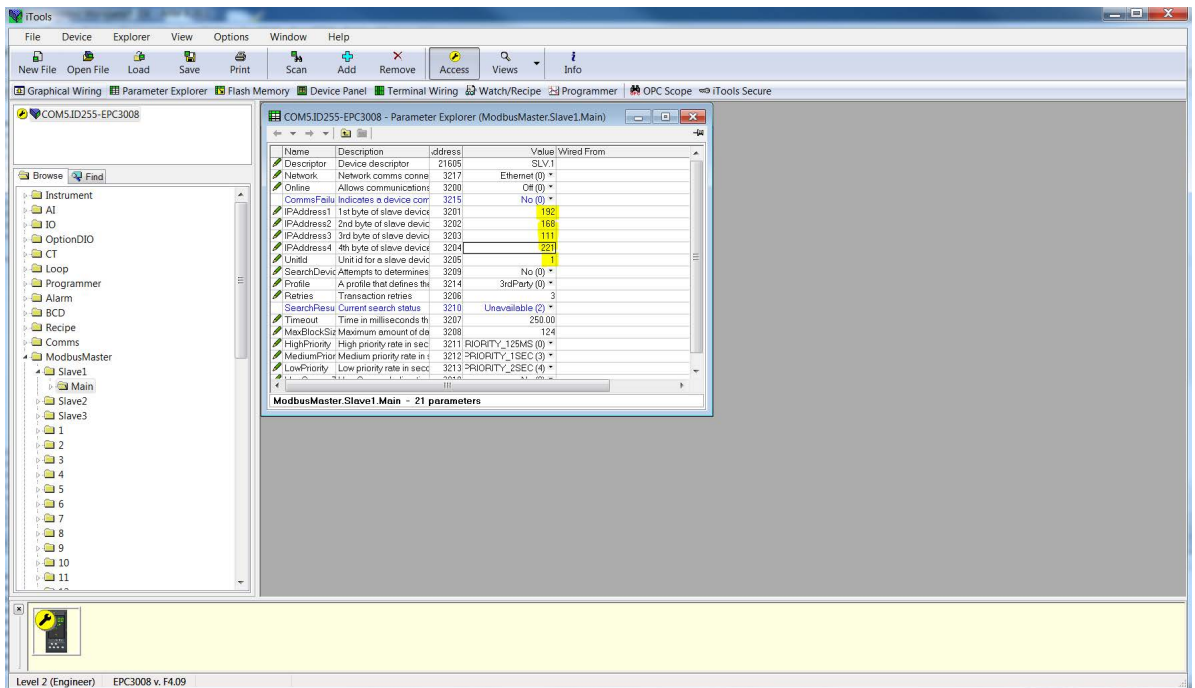 iTools
File Device Explorer View Options Window Help
New File Open File Load Save Print Scan Add Remove Access Views Info
Graphical Wiring Parameter Explorer Flash Memory Device Panel Terminal Wiring Watch/Recipe Programmer OPC Scope iTools Secure
COM5.ID255-EPC3008
Browse Find
Instrument
AI
IO
OptionDIO
CT
Loop
Programmer
Alarm
BCD
Recipe
Comms
ModbusMaster
Slave1
Main
Slave2
Slave3
1
2
3
4
5
6
7
8
9
10
11
COM5.ID255-EPC3008 - Parameter Explorer (ModbusMaster.Slave1.Main)
Name Description ddress Value Wired From
Descriptor Device descriptor 21605 SLV.1
Network Network comms conne 3217 Ethernet (0)
Online Allows communications 3200 Off (0)
CommsFailu Indicates a device com 3215 No (0)
IPAddress1 1st byte of slave device 3201 192
IPAddress2 2nd byte of slave devic 3202 168
IPAddress3 3rd byte of slave device 3203 111
IPAddress4 4th byte of slave device 3204 221
UnitId Unit id for a slave devic 3205 1
SearchDevic Attempts to determines 3209 No (0)
Profile A profile that defines the 3214 3rdParty (0)
Retries Transaction retries 3206 3
SearchResu Current search status 3210 Unavailable (2)
Timeout Time in milliseconds th 3207 250.00
MaxBlockSiz Maximum amount of da 3208 124
HighPriority High priority rate in sec 3211 RIORITY_125MS (0)
MediumPrior Medium priority rate in s 3212 PRIORITY_1SEC (3)
LowPriority Low priority rate in secc 3213 PRIORITY_2SEC (4)
ModbusMaster.Slave1.Main - 21 parameters
Level 2 (Engineer) EPC3008 v. F4.09